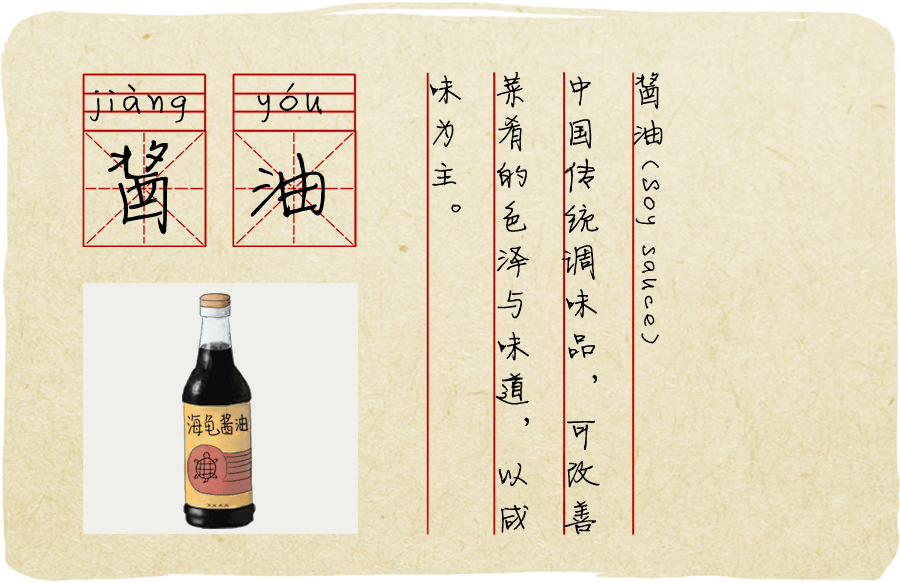 jiàng yóu
酱油
海龟酱油
酱油(Soy sauce)
中国传统调味品，可改善
菜肴的色泽与味道，以咸
味为主。